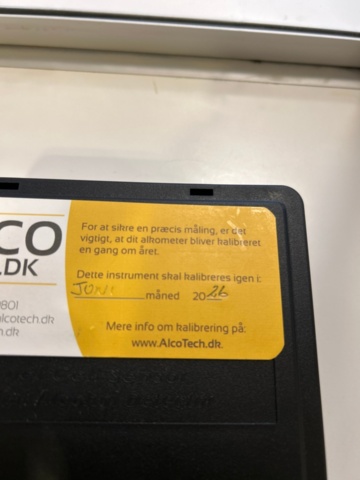 CO
.DK
0801
alcotech.dk
h.dk
For at sikre en præcis måling, er det
vigtigt, at dit alkometer bliver kalibreret
en gang om året.
Dette instrument skal kalibreres igen i:
måned 2026
Mere info om kalibrering på:
www.AlcoTech.dk